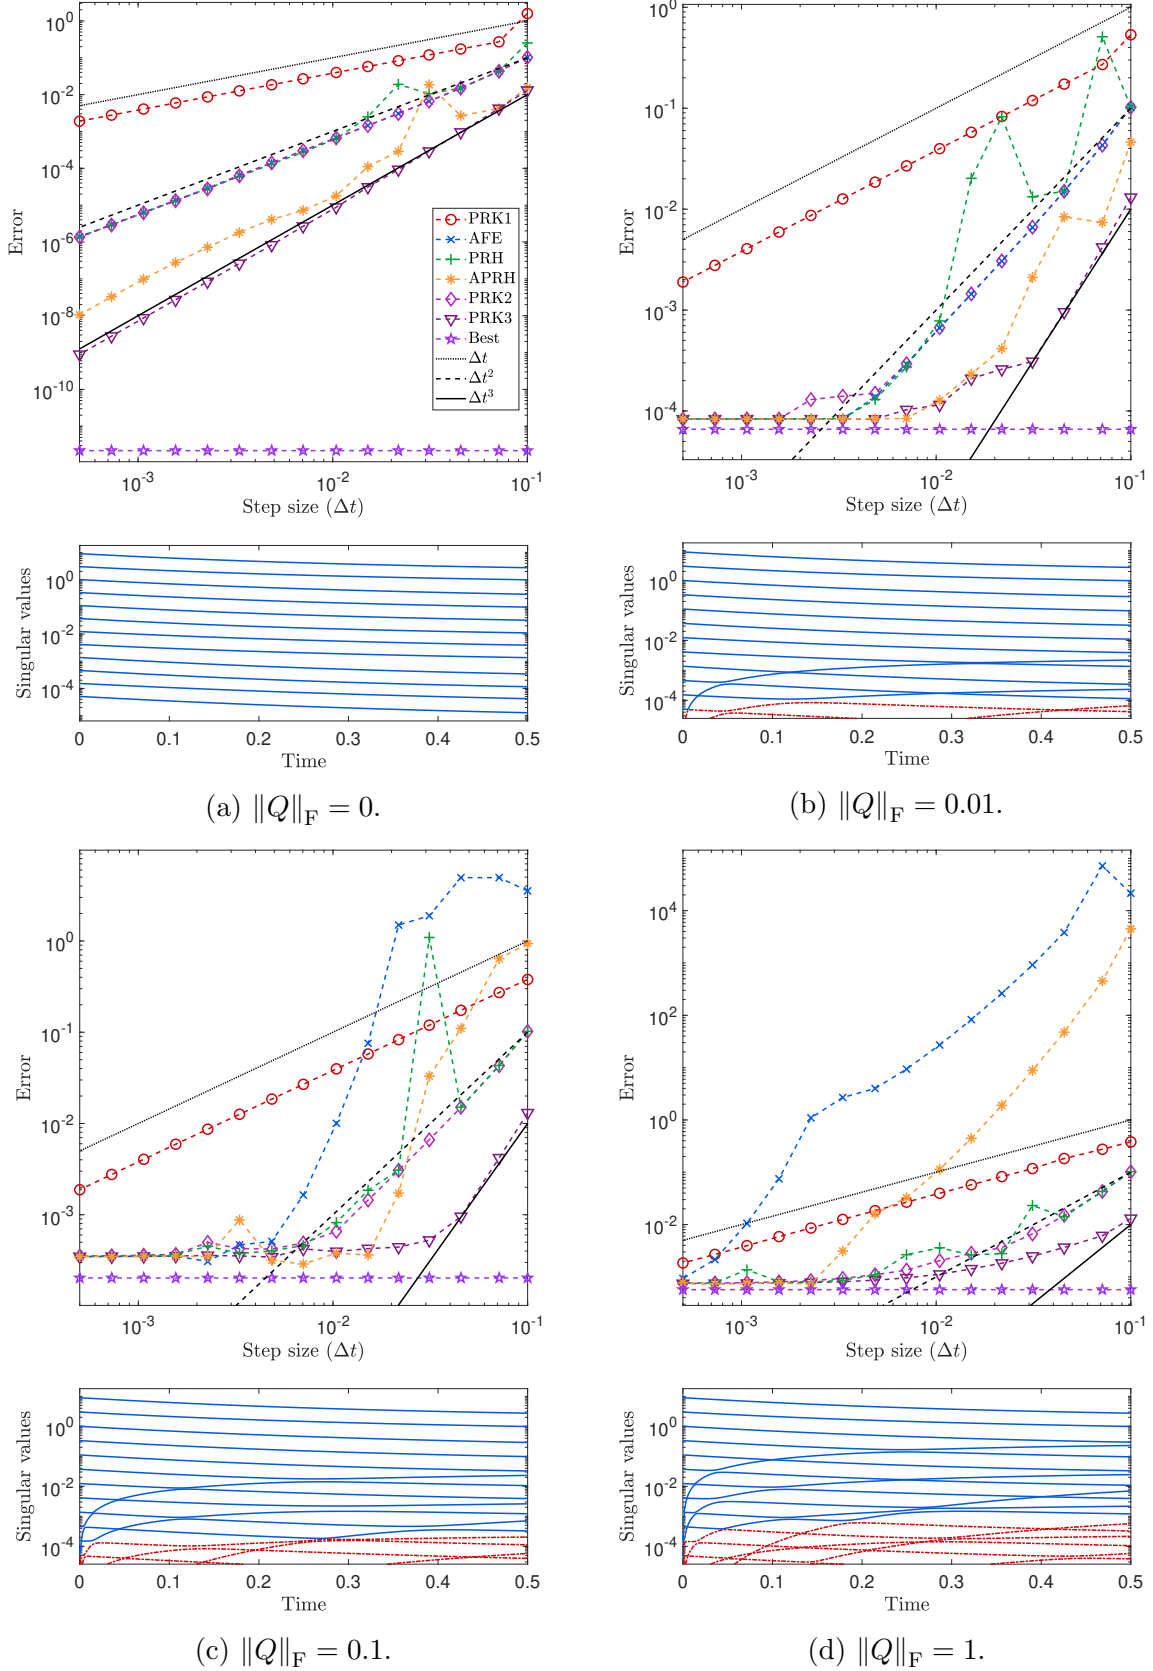 10^0
10^-2
10^-4
10^-6
10^-8
10^-10
Error
PRK1
AFE
PRH
APRH
PRK2
PRK3
Best
Δt
Δt^2
Δt^3
10^-3 10^-2 10^-1
Step size (Δt)
10^0
10^-2
10^-4
Singular values
0 0.1 0.2 0.3 0.4 0.5
Time
(a) ‖Q‖_F = 0.
10^0
10^-1
10^-2
10^-3
10^-4
Error
10^-3 10^-2 10^-1
Step size (Δt)
10^0
10^-2
10^-4
Singular values
0 0.1 0.2 0.3 0.4 0.5
Time
(b) ‖Q‖_F = 0.01.
10^0
10^-1
10^-2
10^-3
Error
10^-3 10^-2 10^-1
Step size (Δt)
10^0
10^-2
10^-4
Singular values
0 0.1 0.2 0.3 0.4 0.5
Time
(c) ‖Q‖_F = 0.1.
10^4
10^2
10^0
10^-2
Error
10^-3 10^-2 10^-1
Step size (Δt)
10^0
10^-2
10^-4
Singular values
0 0.1 0.2 0.3 0.4 0.5
Time
(d) ‖Q‖_F = 1.